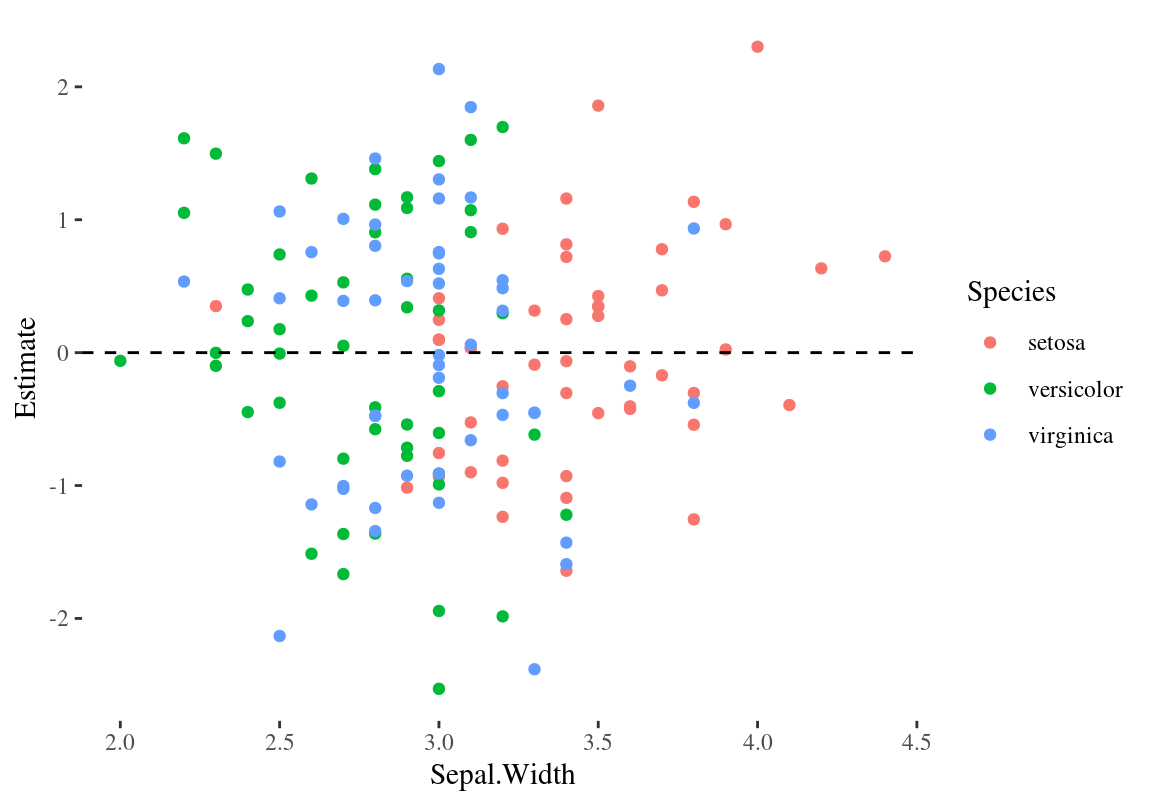 2
1
0
-1
-2
Estimate
2.0 2.5 3.0 3.5 4.0 4.5
Sepal.Width
Species
setosa
versicolor
virginica